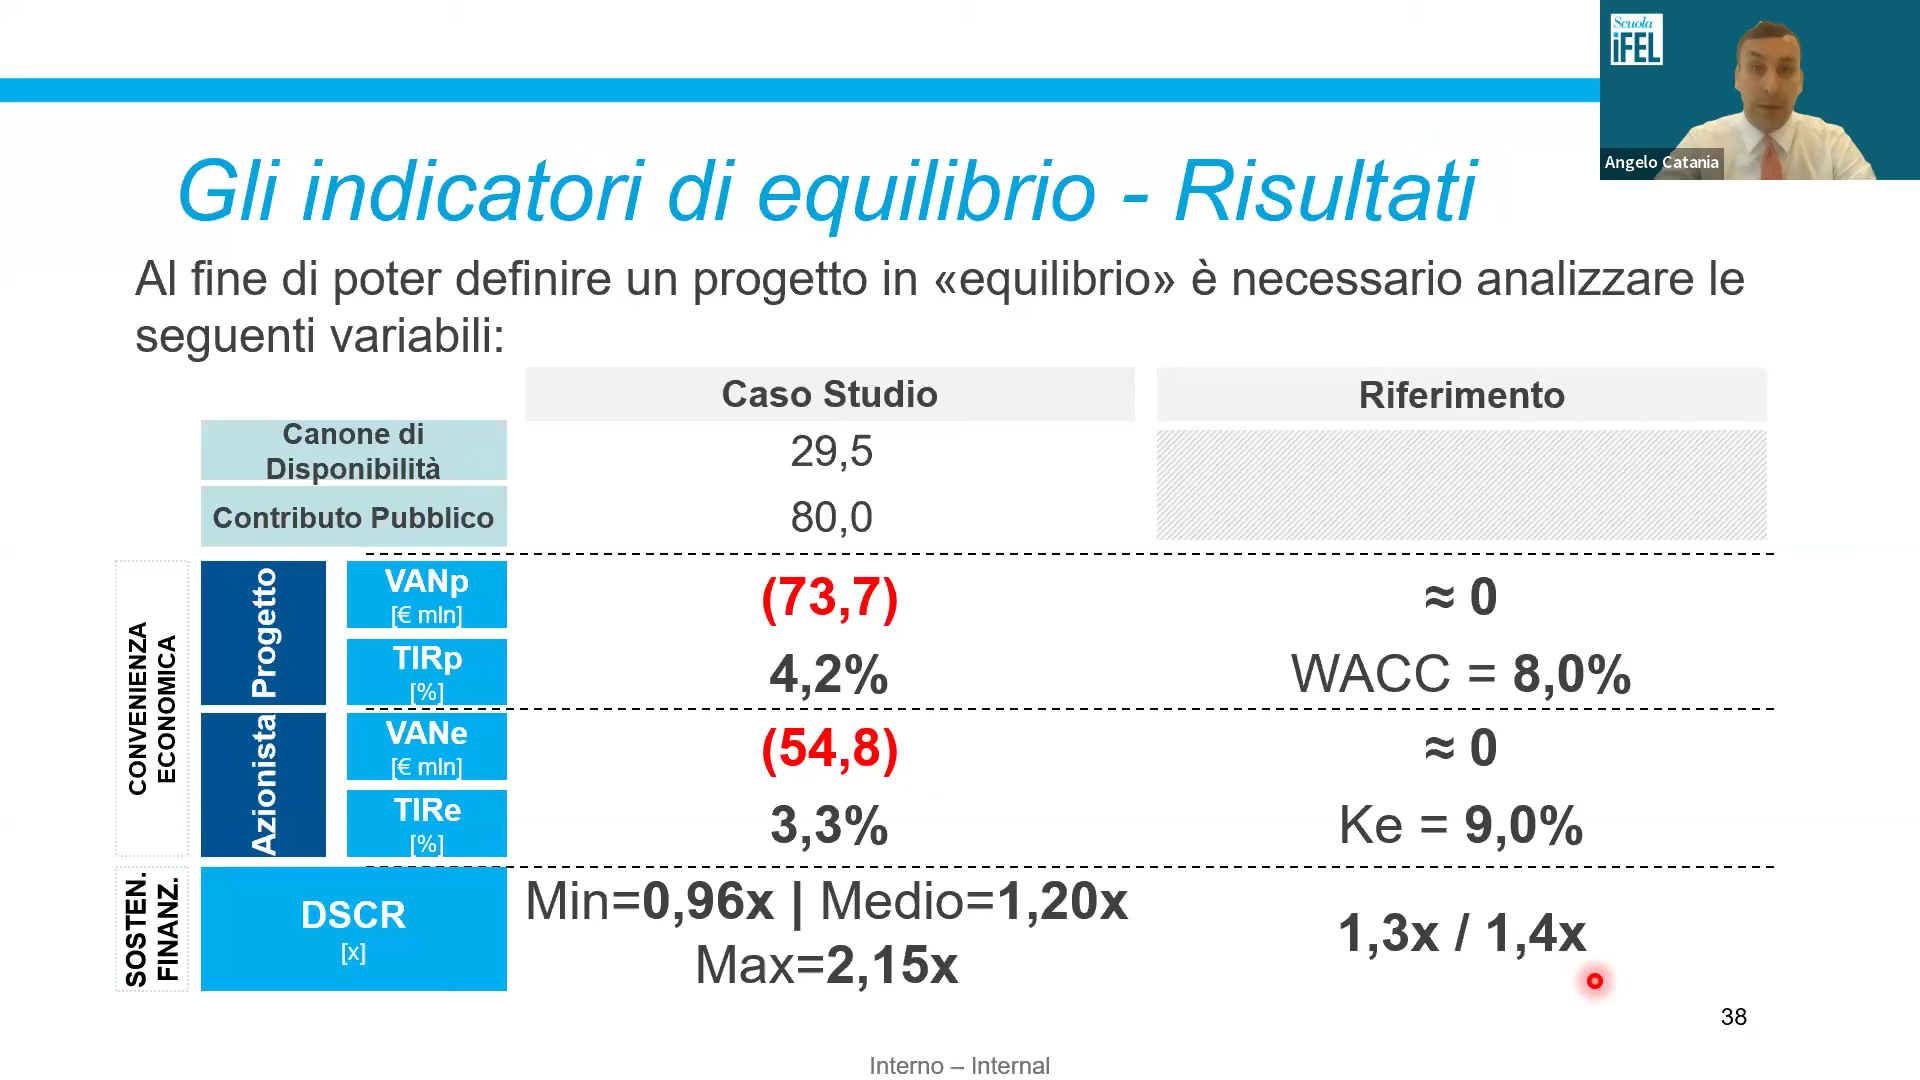 Scuola
iFEL
Angelo Catania
Gli indicatori di equilibrio - Risultati
Al fine di poter definire un progetto in «equilibrio» è necessario analizzare le
seguenti variabili:
Caso Studio
Riferimento
Canone di
Disponibilità
29,5
Contributo Pubblico
80,0
CONVENIENZA
ECONOMICA
Progetto
VANp
[€ mln]
(73,7)
≈ 0
TIRp
[%]
4,2%
WACC = 8,0%
Azionista
VANe
[€ mln]
(54,8)
≈ 0
TIRe
[%]
3,3%
Ke = 9,0%
SOSTEN.
FINANZ.
DSCR
[x]
Min=0,96x | Medio=1,20x
Max=2,15x
1,3x / 1,4x
38
Interno – Internal